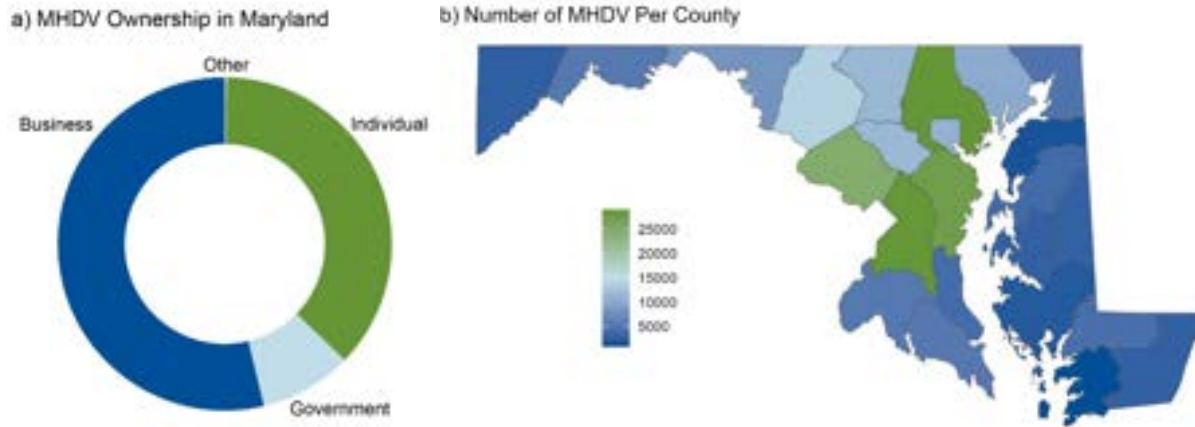 a) MHDV Ownership in Maryland
Other
Business
Individual
Government
b) Number of MHDV Per County
25000
20000
15000
10000
5000